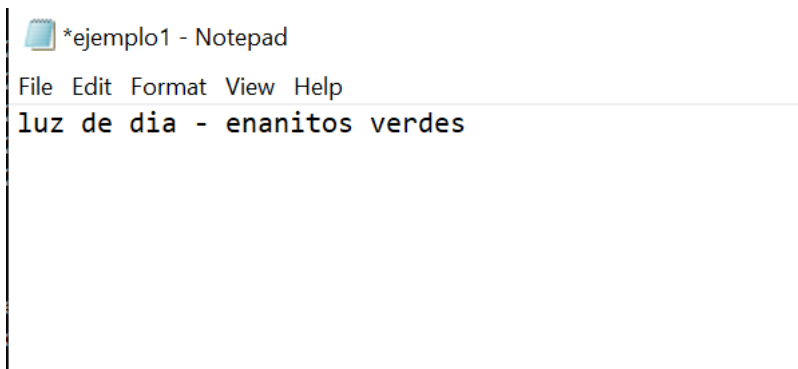 *ejemplo1 - Notepad
File Edit Format View Help
luz de dia - enanitos verdes